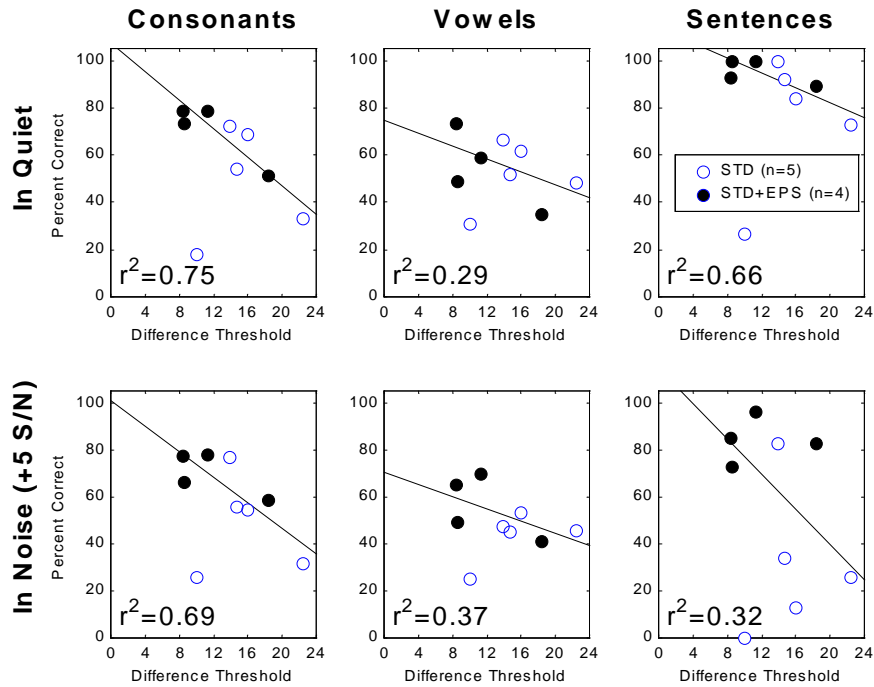 Consonants
Vowels
Sentences
In Quiet
Percent Correct
100
80
60
40
20
0
r²=0.75
0 4 8 12 16 20 24
Difference Threshold
100
80
60
40
20
0
r²=0.29
0 4 8 12 16 20 24
Difference Threshold
100
80
60
40
20
0
STD (n=5)
STD+EPS (n=4)
r²=0.66
0 4 8 12 16 20 24
Difference Threshold
In Noise (+5 S/N)
Percent Correct
100
80
60
40
20
0
r²=0.69
0 4 8 12 16 20 24
Difference Threshold
100
80
60
40
20
0
r²=0.37
0 4 8 12 16 20 24
Difference Threshold
100
80
60
40
20
0
r²=0.32
0 4 8 12 16 20 24
Difference Threshold